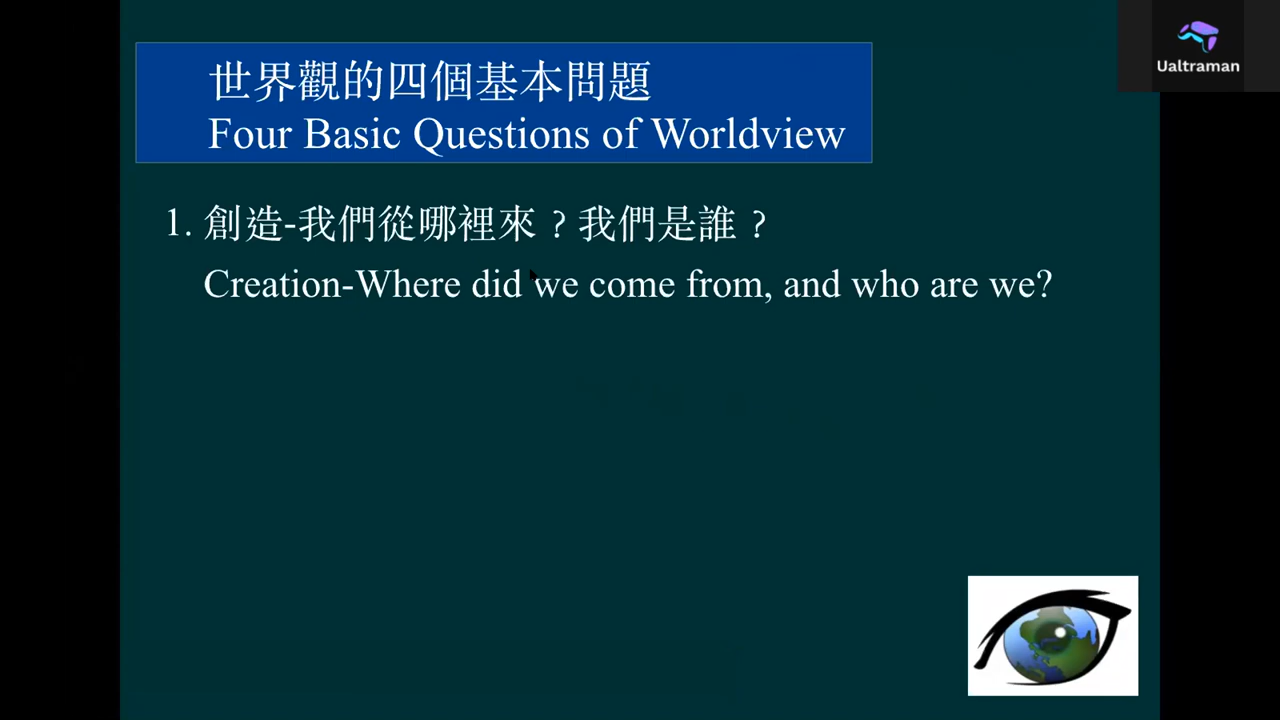 世界觀的四個基本問題
Four Basic Questions of Worldview
1. 創造-我們從哪裡來？我們是誰？
Creation-Where did we come from, and who are we?
Ualtraman